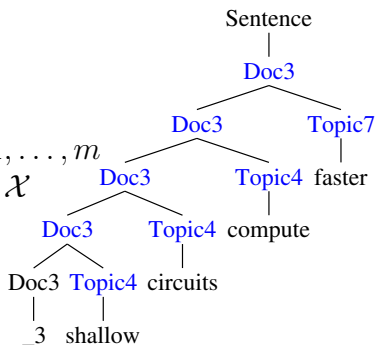 Sentence
Doc3
Doc3 Topic7
, . . . , m
Doc3 Topic4 faster
𝒳
Doc3 Topic4 compute
Doc3 Topic4 circuits
_3 shallow